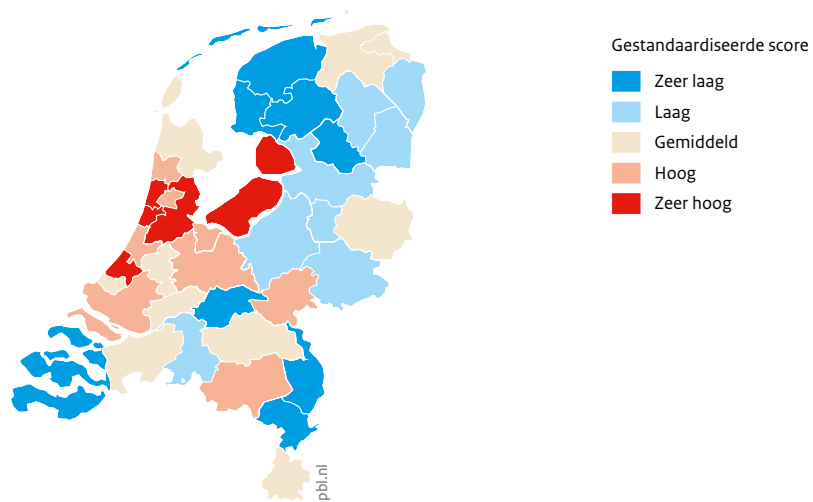 Gestandaardiseerde score
Zeer laag
Laag
Gemiddeld
Hoog
Zeer hoog
pbl.nl